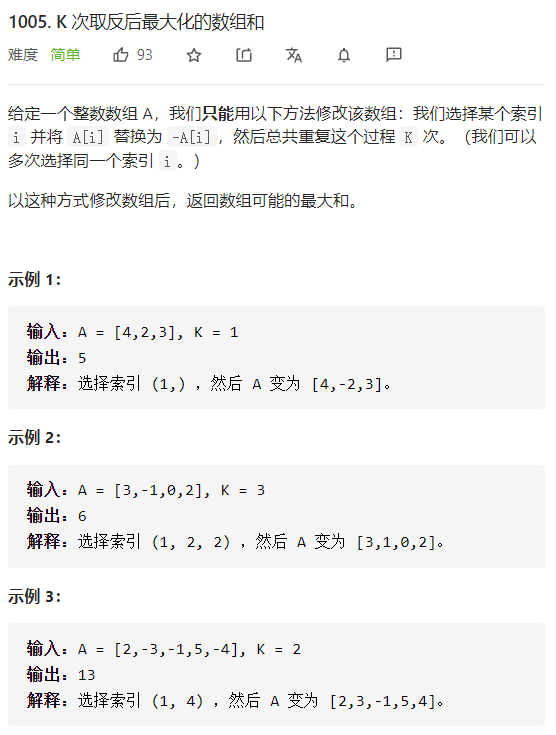 1005. K 次取反后最大化的数组和
难度 简单 93
给定一个整数数组 A，我们只能用以下方法修改该数组：我们选择某个索引
i 并将 A[i] 替换为 -A[i]，然后总共重复这个过程 K 次。（我们可以
多次选择同一个索引 i。）
以这种方式修改数组后，返回数组可能的最大和。
示例 1：
输入：A = [4,2,3], K = 1
输出：5
解释：选择索引 (1,) ，然后 A 变为 [4,-2,3]。
示例 2：
输入：A = [3,-1,0,2], K = 3
输出：6
解释：选择索引 (1, 2, 2) ，然后 A 变为 [3,1,0,2]。
示例 3：
输入：A = [2,-3,-1,5,-4], K = 2
输出：13
解释：选择索引 (1, 4) ，然后 A 变为 [2,3,-1,5,4]。